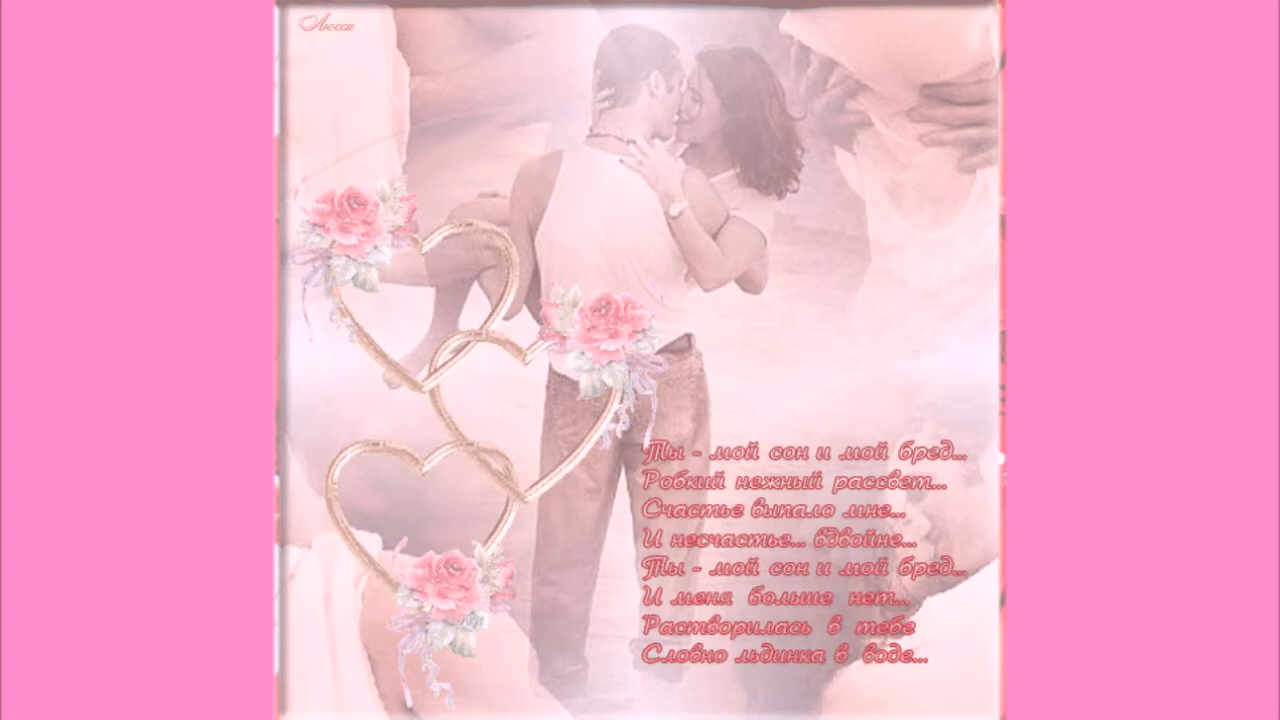 Люсси
Ты - мой сон и мой бред...
Робкий нежный рассвет...
Счастье выпало мне...
И несчастье... вдвойне...
Ты - мой сон и мой бред...
И меня больше нет...
Растворилась в тебе
Словно льдинка в воде...